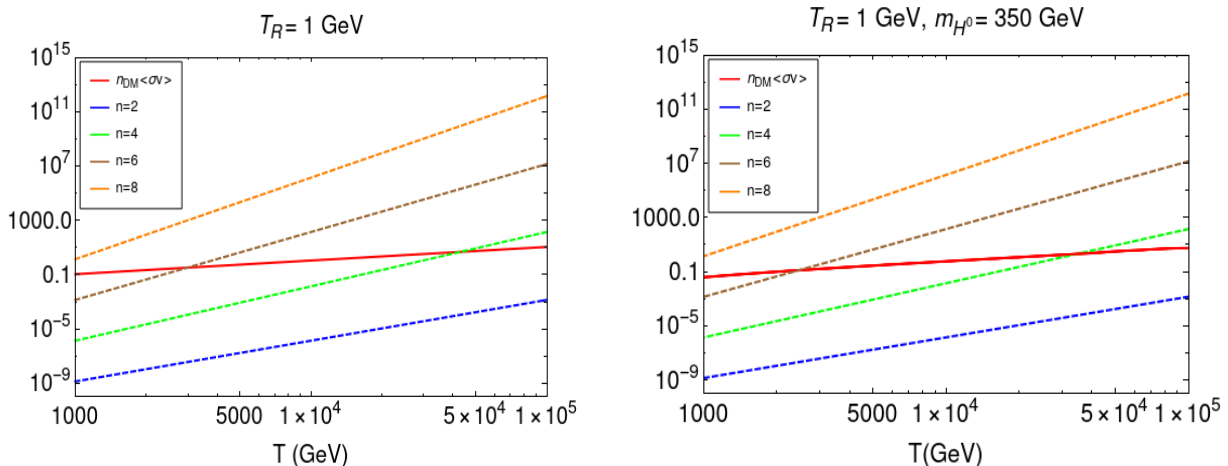 T_R = 1 GeV
10^15
10^11
10^7
1000.0
0.1
10^-5
10^-9
n_DM<σv>
n=2
n=4
n=6
n=8
1000
5000
1×10^4
5×10^4
1×10^5
T (GeV)
T_R = 1 GeV, m_H^0 = 350 GeV
10^15
10^11
10^7
1000.0
0.1
10^-5
10^-9
n_DM<σv>
n=2
n=4
n=6
n=8
1000
5000
1×10^4
5×10^4
1×10^5
T(GeV)